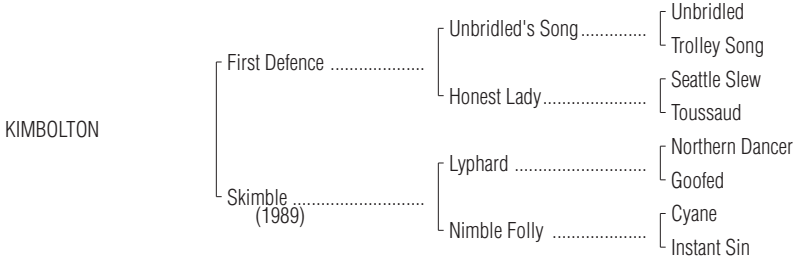 Unbridled
Unbridled's Song..............
Trolley Song
First Defence ....................
Seattle Slew
Honest Lady......................
Toussaud
KIMBOLTON
Northern Dancer
Lyphard ............................
Goofed
Skimble ............................
(1989)
Cyane
Nimble Folly ....................
Instant Sin